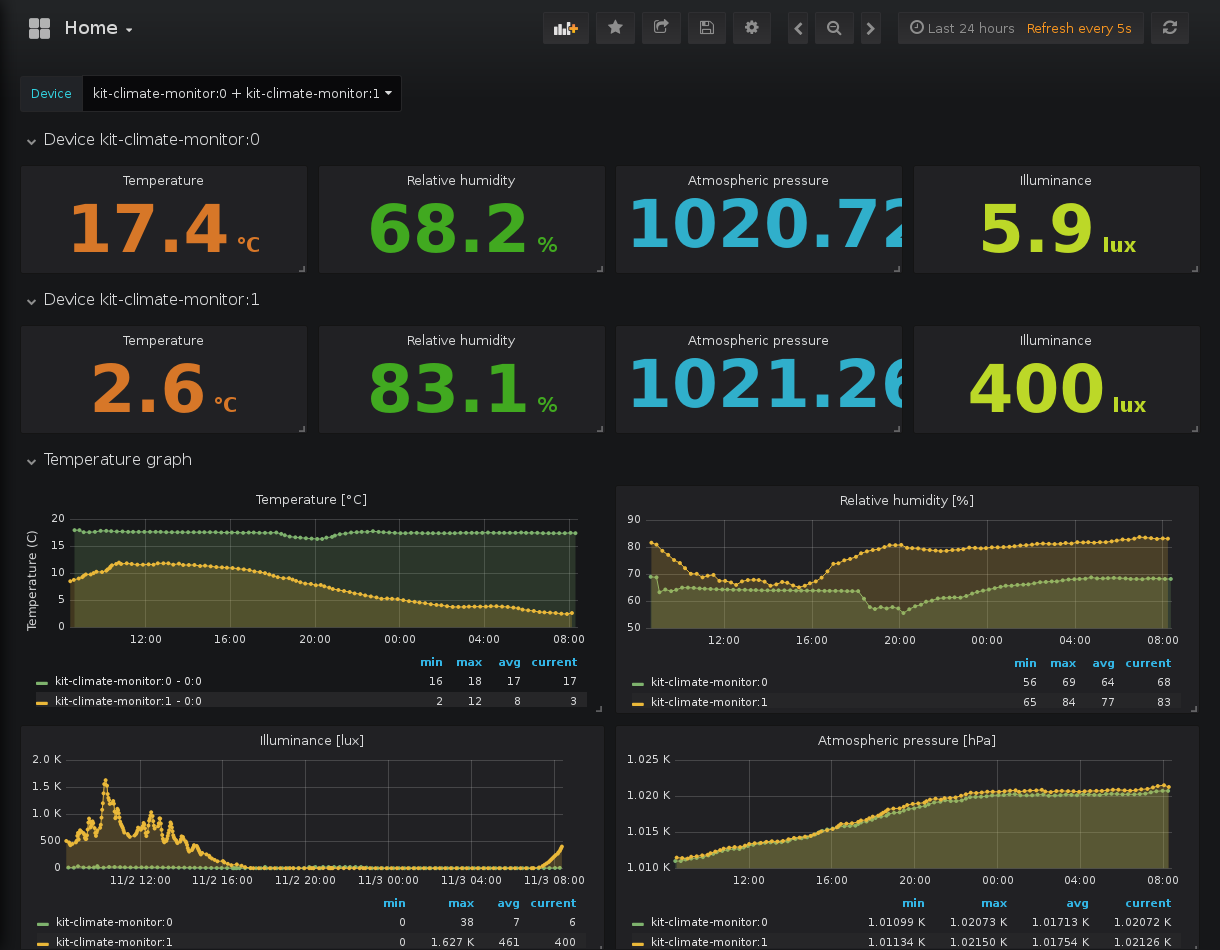 Home
Last 24 hours Refresh every 5s
Device kit-climate-monitor:0 + kit-climate-monitor:1
Device kit-climate-monitor:0
Temperature Relative humidity Atmospheric pressure Illuminance
17.4 °C 68.2 % 1020.72 5.9 lux
Device kit-climate-monitor:1
Temperature Relative humidity Atmospheric pressure Illuminance
2.6 °C 83.1 % 1021.26 400 lux
Temperature graph
Temperature [°C]
Temperature (C)
20
15
10
5
0
12:00 16:00 20:00 00:00 04:00 08:00
min max avg current
kit-climate-monitor:0 - 0:0 16 18 17 17
kit-climate-monitor:1 - 0:0 2 12 8 3
Relative humidity [%]
90
80
70
60
50
12:00 16:00 20:00 00:00 04:00 08:00
min max avg current
kit-climate-monitor:0 56 69 64 68
kit-climate-monitor:1 65 84 77 83
Illuminance [lux]
2.0 K
1.5 K
1.0 K
500
0
11/2 12:00 11/2 16:00 11/2 20:00 11/3 00:00 11/3 04:00 11/3 08:00
min max avg current
kit-climate-monitor:0 0 38 7 6
kit-climate-monitor:1 0 1.627 K 461 400
Atmospheric pressure [hPa]
1.025 K
1.020 K
1.015 K
1.010 K
12:00 16:00 20:00 00:00 04:00 08:00
min max avg current
kit-climate-monitor:0 1.01099 K 1.02073 K 1.01713 K 1.02072 K
kit-climate-monitor:1 1.01134 K 1.02150 K 1.01754 K 1.02126 K